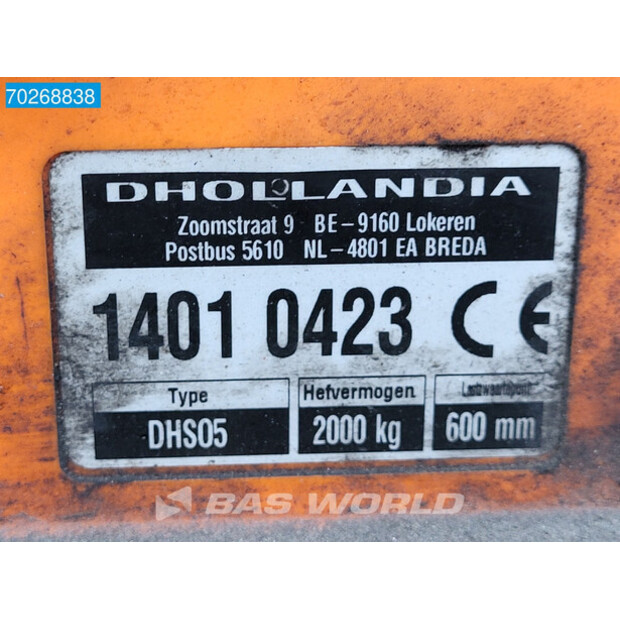 70268838
DHOLLANDIA
Zoomstraat 9 BE-9160 Lokeren
Postbus 5610 NL-4801 EA BREDA
1401 0423 CE
Type Hefvermogen Lastzwaartepunt
DHS05 2000 kg 600 mm
BAS WORLD